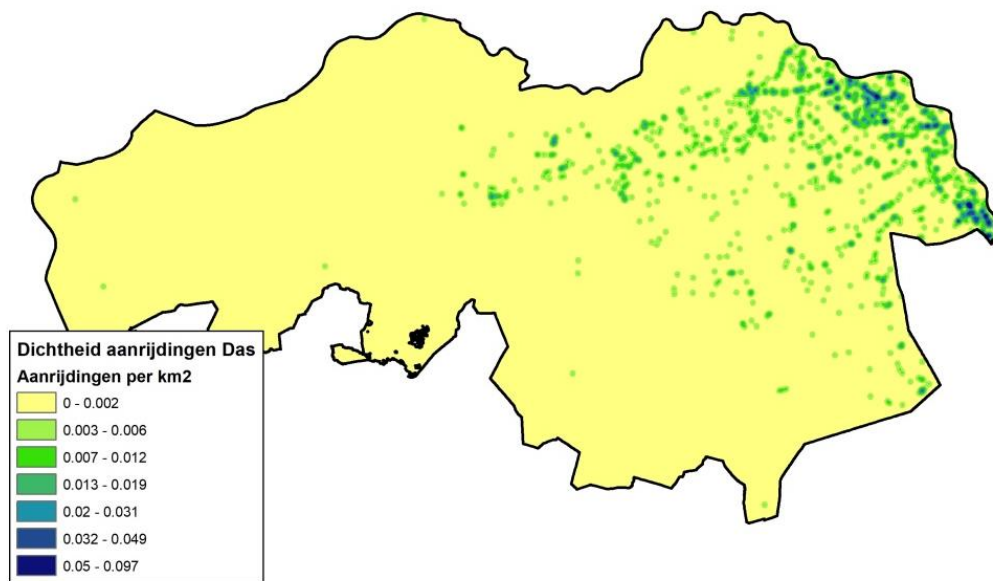 Dichtheid aanrijdingen Das
Aanrijdingen per km2
0 - 0.002
0.003 - 0.006
0.007 - 0.012
0.013 - 0.019
0.02 - 0.031
0.032 - 0.049
0.05 - 0.097